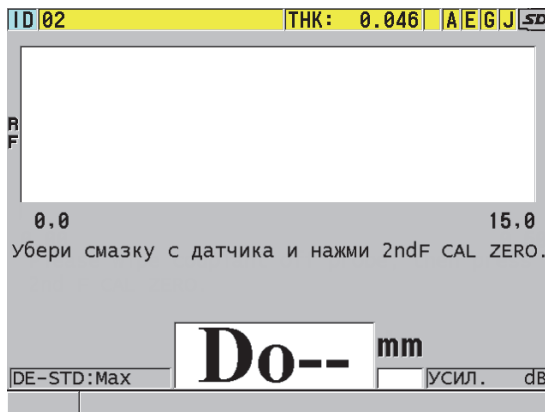 ID 02 THK: 0.046 A E G J SD
RF
0,0 15,0
Убери смазку с датчика и нажми 2ndF CAL ZERO.
Do-- mm
DE-STD:Max УСИЛ. dB